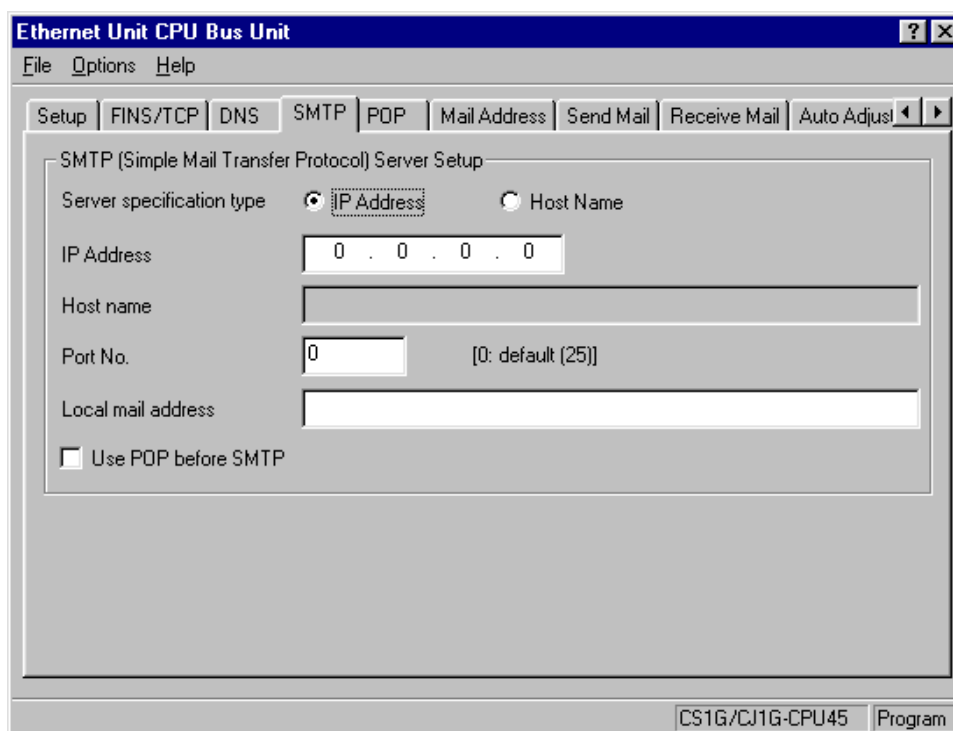 Ethernet Unit CPU Bus Unit
File Options Help
Setup FINS/TCP DNS SMTP POP Mail Address Send Mail Receive Mail Auto Adjust
SMTP (Simple Mail Transfer Protocol) Server Setup
Server specification type IP Address Host Name
IP Address 0 . 0 . 0 . 0
Host name
Port No. 0 [0: default (25)]
Local mail address
Use POP before SMTP
CS1G/CJ1G-CPU45 Program